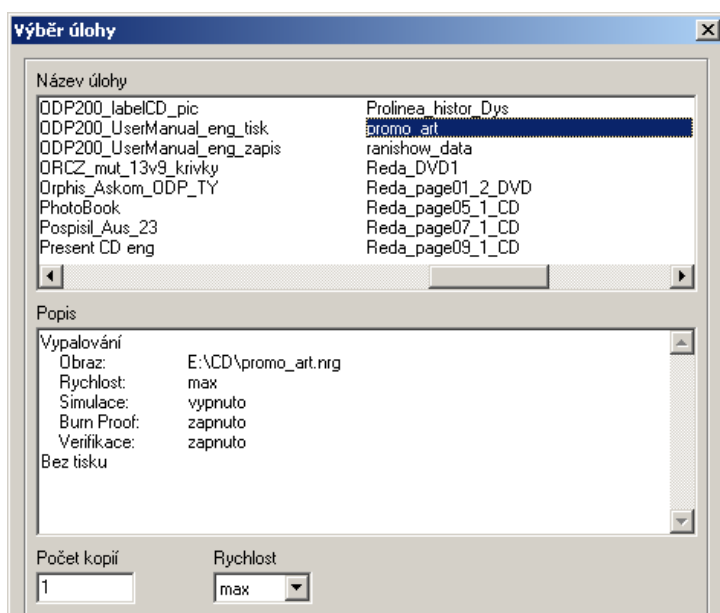 Výběr úlohy
Název úlohy
ODP200_labelCD_pic
ODP200_UserManual_eng_tisk
ODP200_UserManual_eng_zapis
ORCZ_mut_13v9_krivky
Orphis_Askom_ODP_TY
PhotoBook
Pospisil_Aus_23
Present CD eng
Prolinea_histor_Dys
promo_art
ranishow_data
Reda_DVD1
Reda_page01_2_DVD
Reda_page05_1_CD
Reda_page07_1_CD
Reda_page09_1_CD
Popis
Vypalování
Obraz: E:\CD\promo_art.nrg
Rychlost: max
Simulace: vypnuto
Burn Proof: zapnuto
Verifikace: zapnuto
Bez tisku
Počet kopií Rychlost
1 max